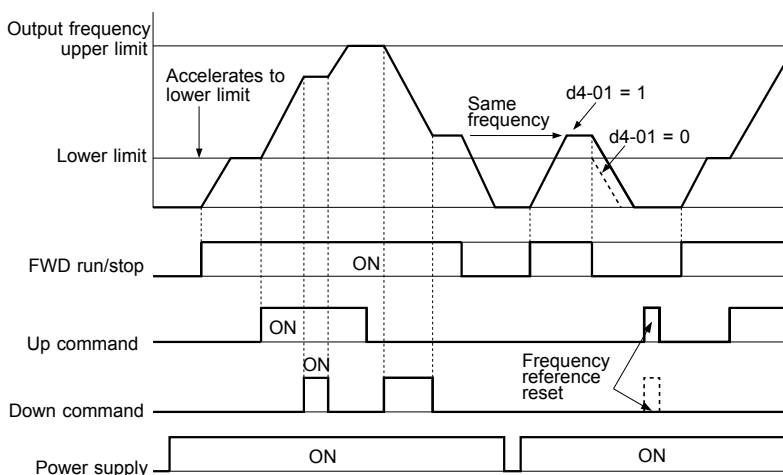 Output frequency
upper limit
Accelerates to
lower limit
Same
frequency
d4-01 = 1
d4-01 = 0
Lower limit
FWD run/stop
ON
Up command
ON
ON
Frequency
reference
reset
Down command
Power supply
ON
ON